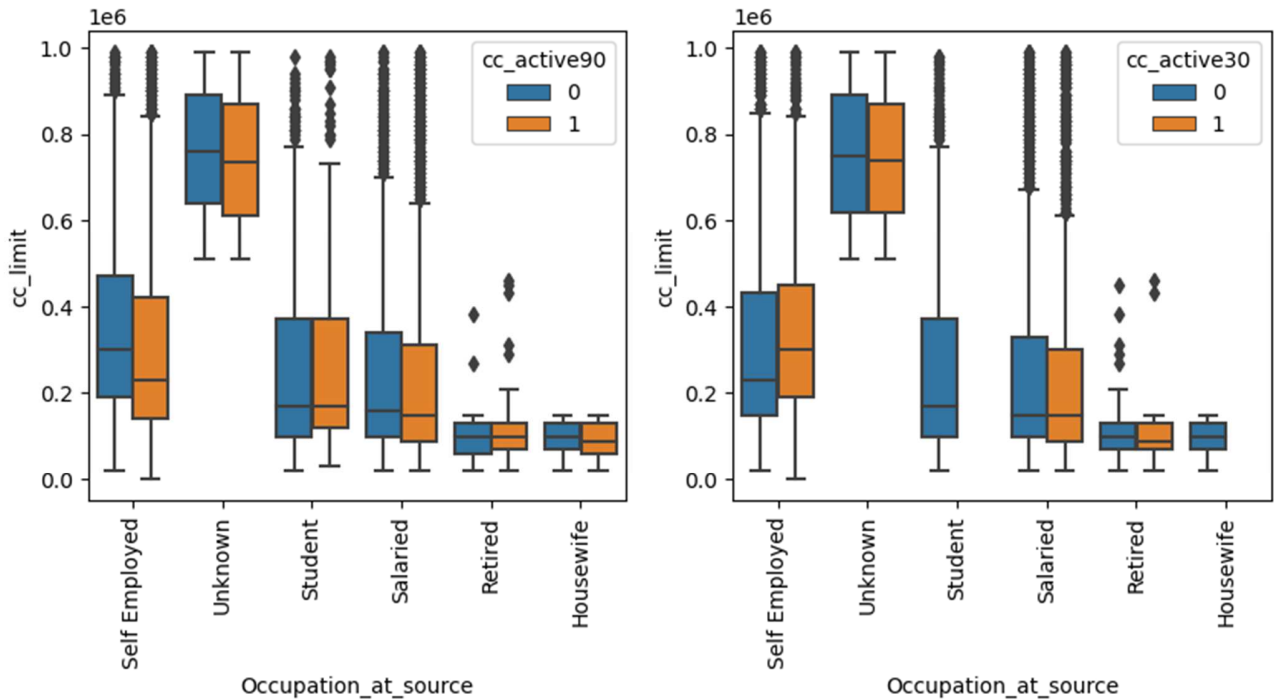 1e6
1.0
0.8
0.6
0.4
0.2
0.0
cc_limit
cc_active90
0
1
Self Employed
Unknown
Student
Salaried
Retired
Housewife
Occupation_at_source
1e6
1.0
0.8
0.6
0.4
0.2
0.0
cc_limit
cc_active30
0
1
Self Employed
Unknown
Student
Salaried
Retired
Housewife
Occupation_at_source